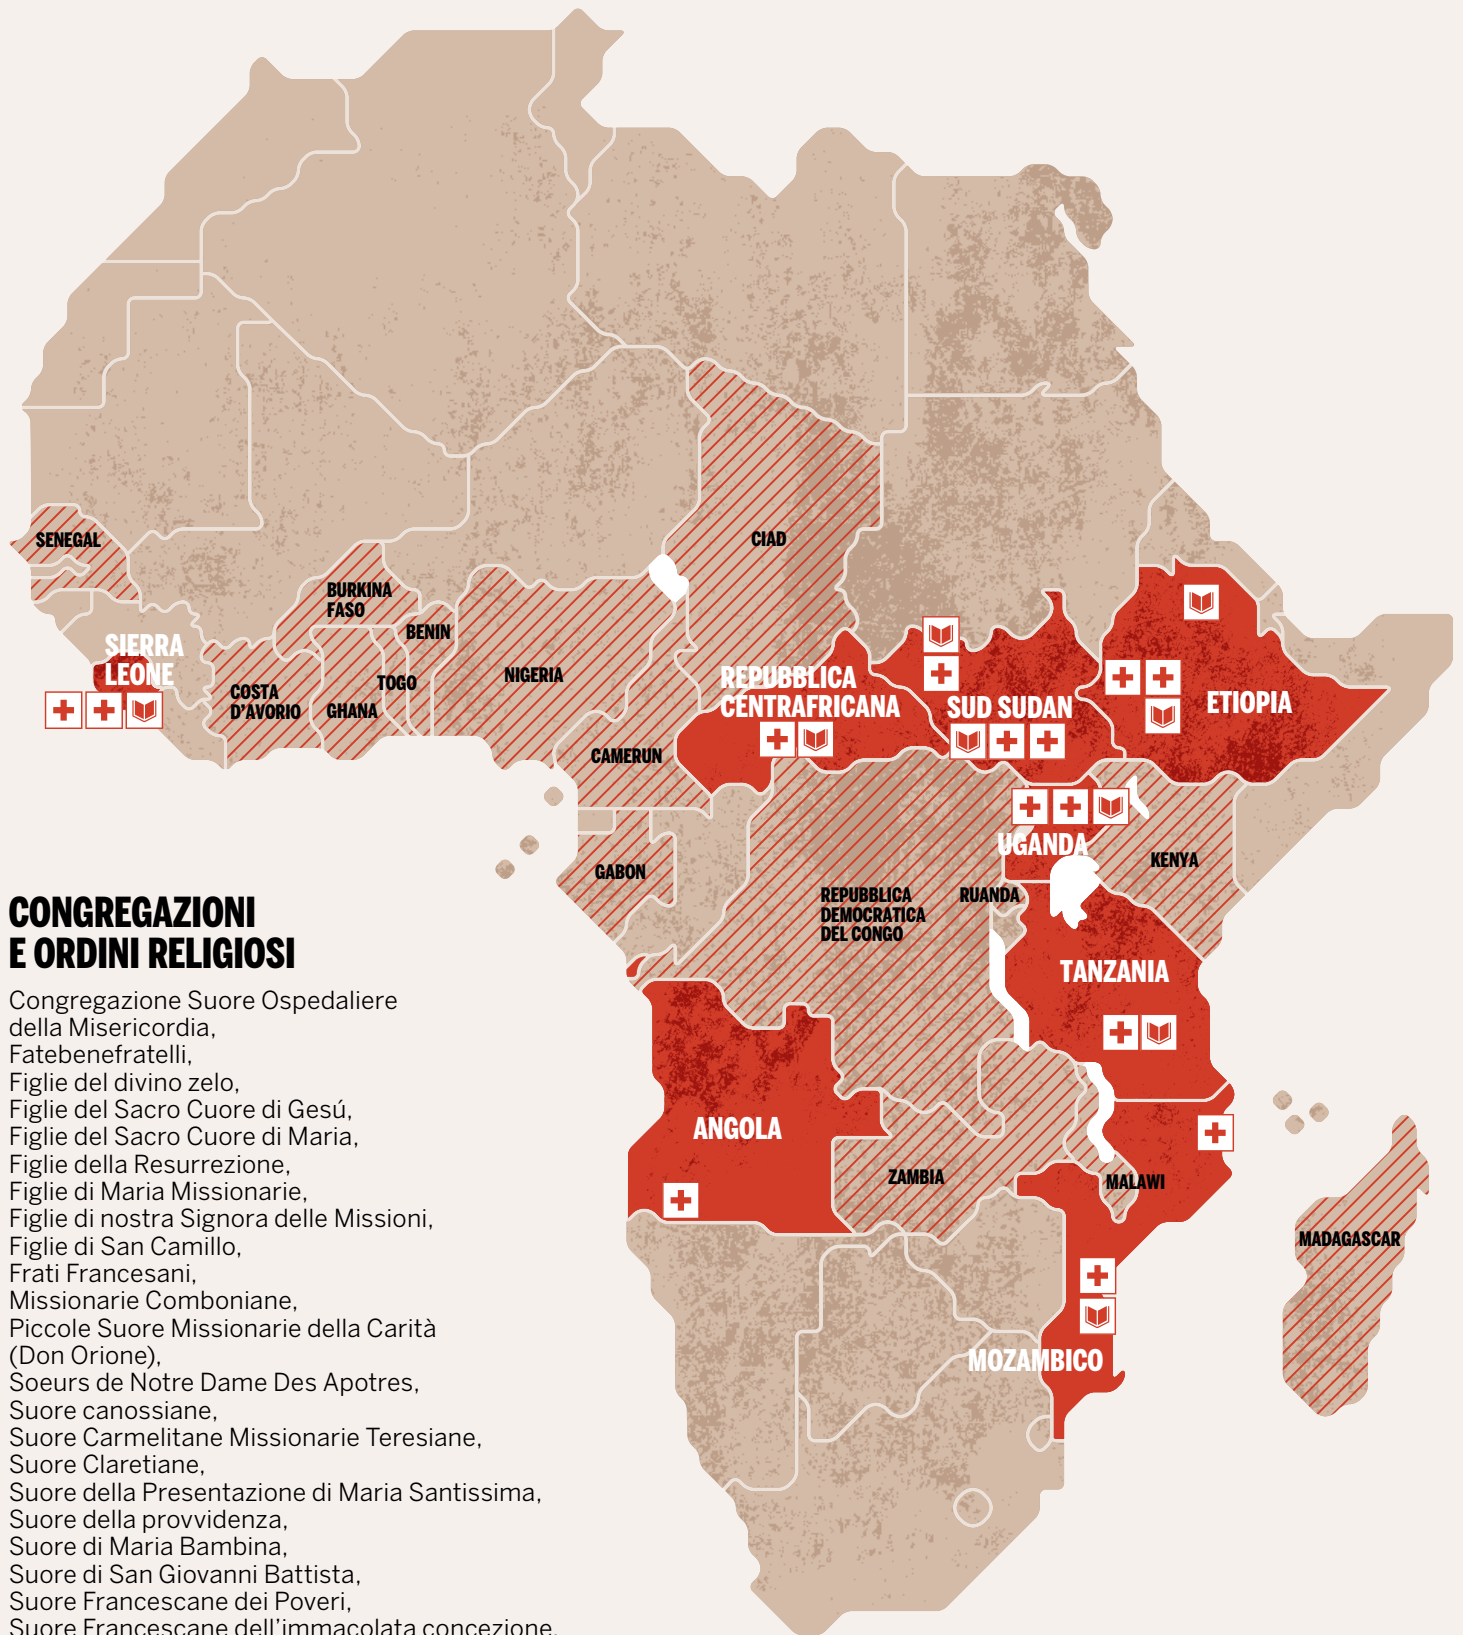 SENEGAL
CIAD
BURKINA
FASO
BENIN
SIERRA
LEONE
COSTA
D'AVORIO
TOGO
GHANA
NIGERIA
REPUBBLICA
CENTRAFRICANA
SUD SUDAN
ETIOPIA
CAMERUN
UGANDA
KENYA
GABON
REPUBBLICA
DEMOCRATICA
DEL CONGO
RUANDA
TANZANIA
ANGOLA
ZAMBIA
MALAWI
MADAGASCAR
MOZAMBICO
CONGREGAZIONI
E ORDINI RELIGIOSI
Congregazione Suore Ospedaliere
della Misericordia,
Fatebenefratelli,
Figlie del divino zelo,
Figlie del Sacro Cuore di Gesú,
Figlie del Sacro Cuore di Maria,
Figlie della Resurrezione,
Figlie di Maria Missionarie,
Figlie di nostra Signora delle Missioni,
Figlie di San Camillo,
Frati Francesani,
Missionarie Comboniane,
Piccole Suore Missionarie della Carità
(Don Orione),
Soeurs de Notre Dame Des Apotres,
Suore canossiane,
Suore Carmelitane Missionarie Teresiane,
Suore Claretiane,
Suore della Presentazione di Maria Santissima,
Suore della provvidenza,
Suore di Maria Bambina,
Suore di San Giovanni Battista,
Suore Francescane dei Poveri,
Suore Francescane dell'immacolata concezione,